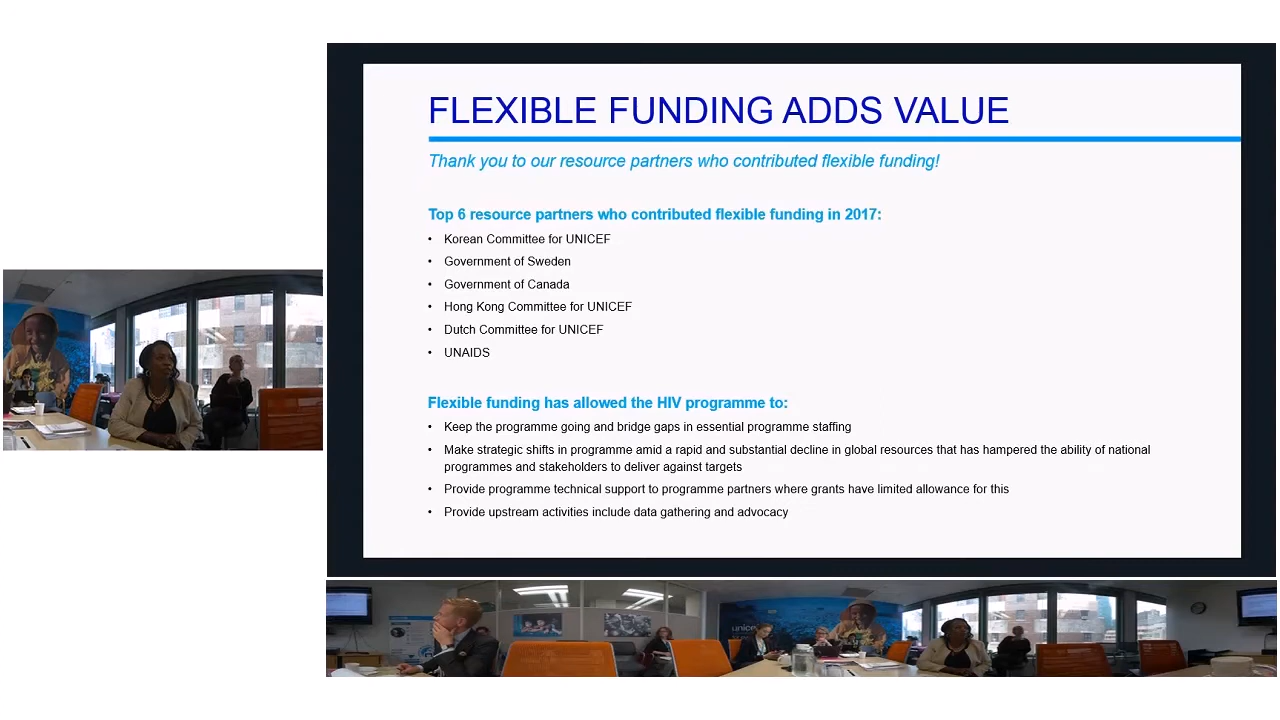 FLEXIBLE FUNDING ADDS VALUE
Thank you to our resource partners who contributed flexible funding!
Top 6 resource partners who contributed flexible funding in 2017:
• Korean Committee for UNICEF
• Government of Sweden
• Government of Canada
• Hong Kong Committee for UNICEF
• Dutch Committee for UNICEF
• UNAIDS
Flexible funding has allowed the HIV programme to:
• Keep the programme going and bridge gaps in essential programme staffing
• Make strategic shifts in programme amid a rapid and substantial decline in global resources that has hampered the ability of national
programmes and stakeholders to deliver against targets
• Provide programme technical support to programme partners where grants have limited allowance for this
• Provide upstream activities include data gathering and advocacy
unicef